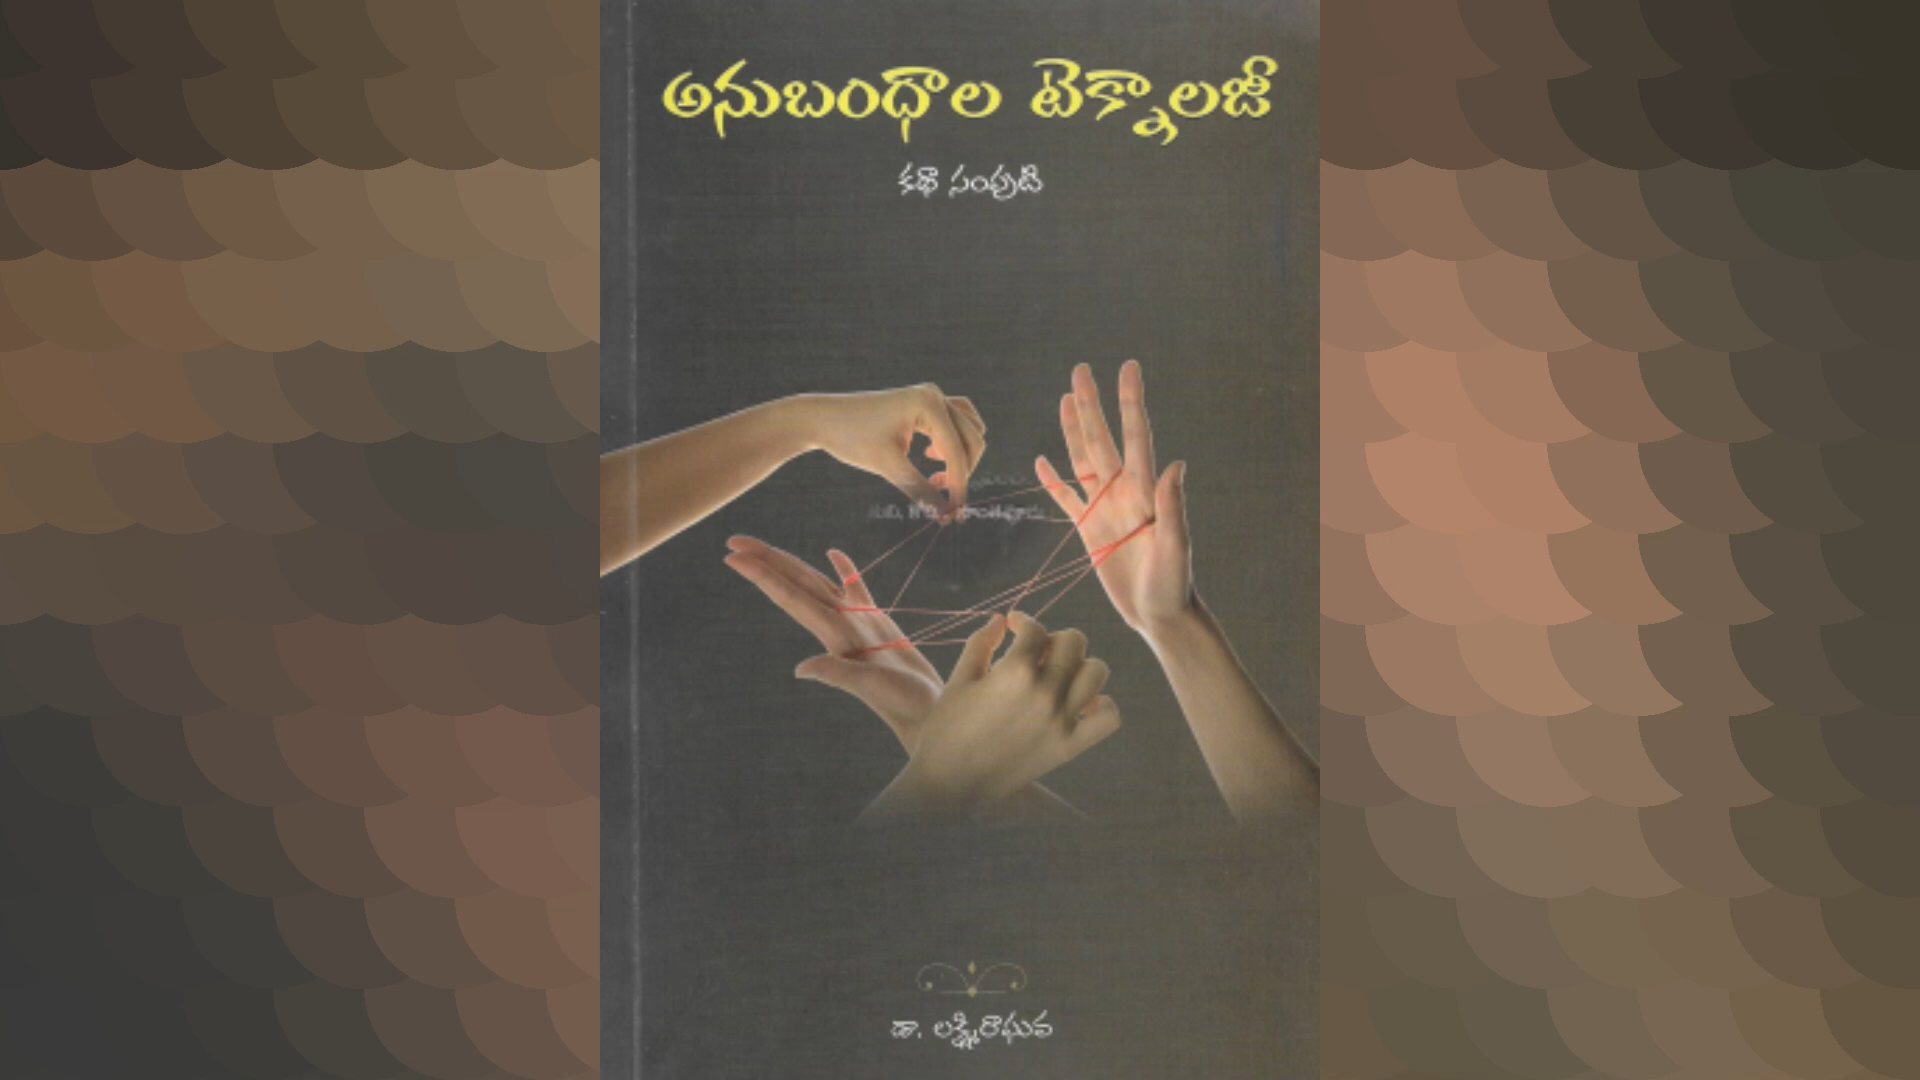 అనుబంధాల టెక్నాలజీ
కథా సంపుటి
డా. లక్ష్మిరాఘవ